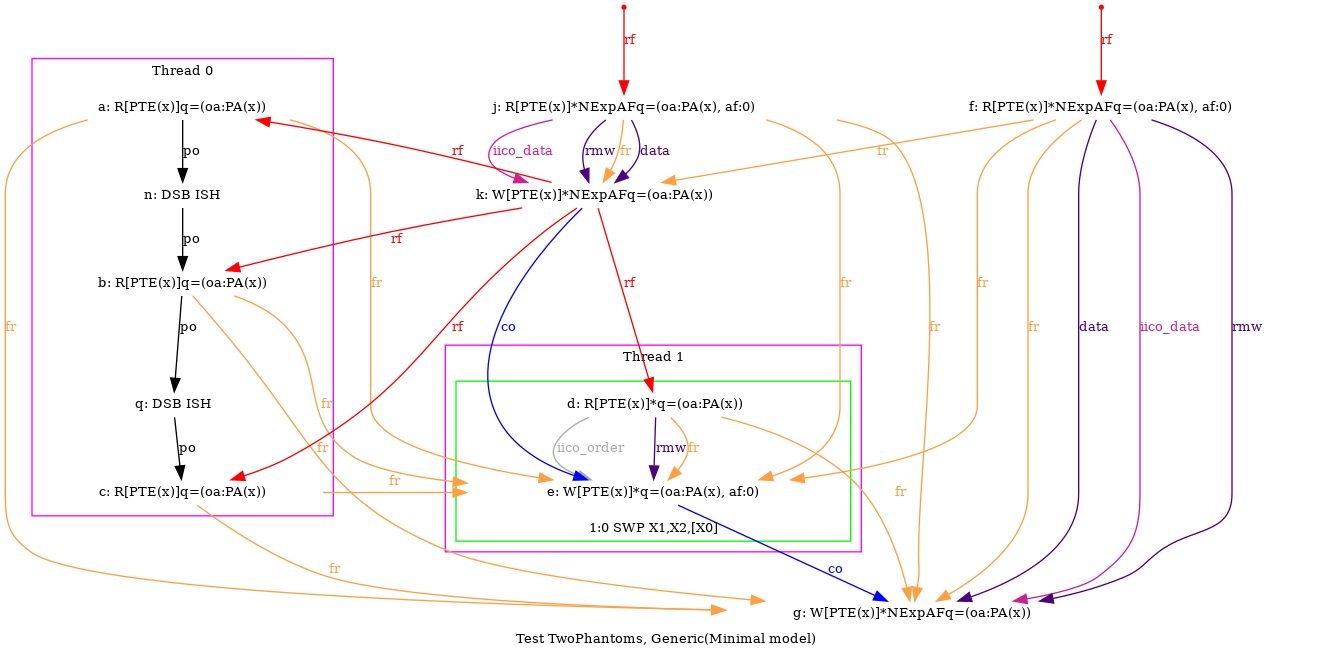 rf
rf
Thread 0
a: R[PTE(x)]q=(oa:PA(x))
j: R[PTE(x)]*NExpAFq=(oa:PA(x), af:0)
f: R[PTE(x)]*NExpAFq=(oa:PA(x), af:0)
po
rf
iico_data
rmw
fr
data
fr
n: DSB ISH
k: W[PTE(x)]*NExpAFq=(oa:PA(x))
po
rf
b: R[PTE(x)]q=(oa:PA(x))
fr
rf
fr
fr
fr
po
rf
co
fr
fr
data
iico_data
rmw
Thread 1
q: DSB ISH
fr
d: R[PTE(x)]*q=(oa:PA(x))
po
fr
iico_order
rmw
fr
fr
fr
c: R[PTE(x)]q=(oa:PA(x))
e: W[PTE(x)]*q=(oa:PA(x), af:0)
1:0 SWP X1,X2,[X0]
fr
co
g: W[PTE(x)]*NExpAFq=(oa:PA(x))
Test TwoPhantoms, Generic(Minimal model)